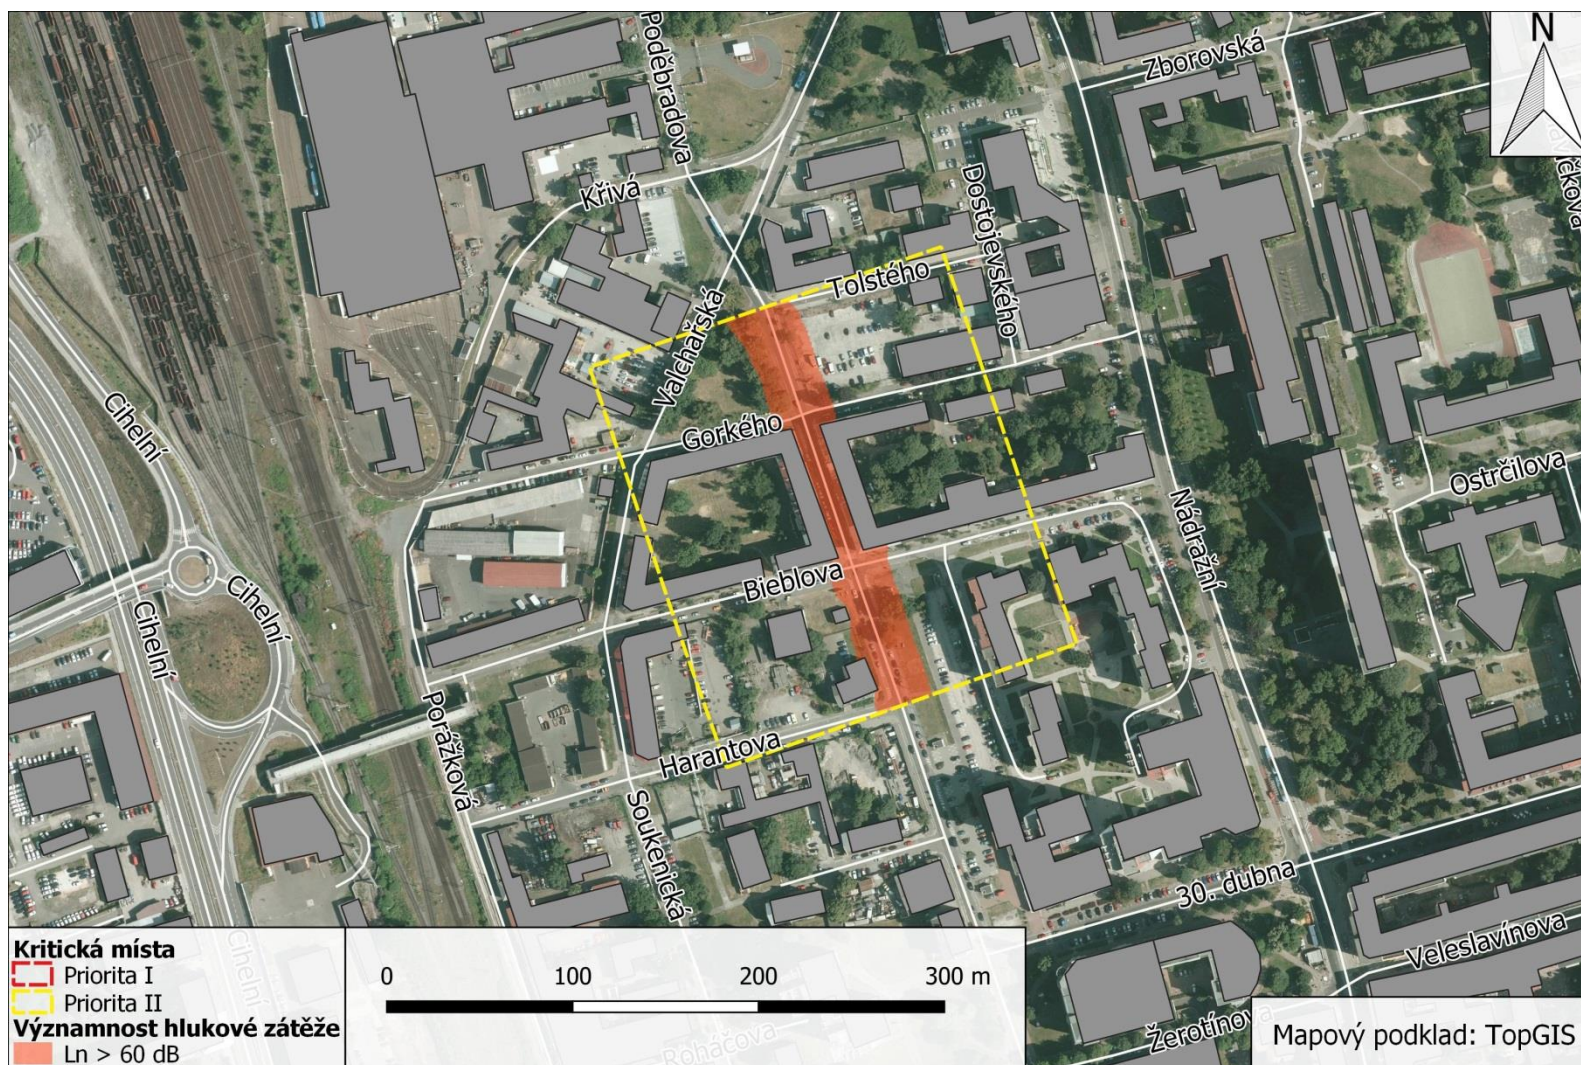 N
Zborovská
Poděbradova
Křivá
Dostojevského
Tolstého
Valchařská
Cihelní
Gorkého
Ostrčilova
Nádražní
Bieblova
Cihelní
Cihelní
Porážková
Harantova
Soukenická
30. dubna
Veleslavínova
Cihelní
Žerotínova
Roháčova
Kritická místa
Priorita I
Priorita II
Významnost hlukové zátěže
Ln > 60 dB
0 100 200 300 m
Mapový podklad: TopGIS